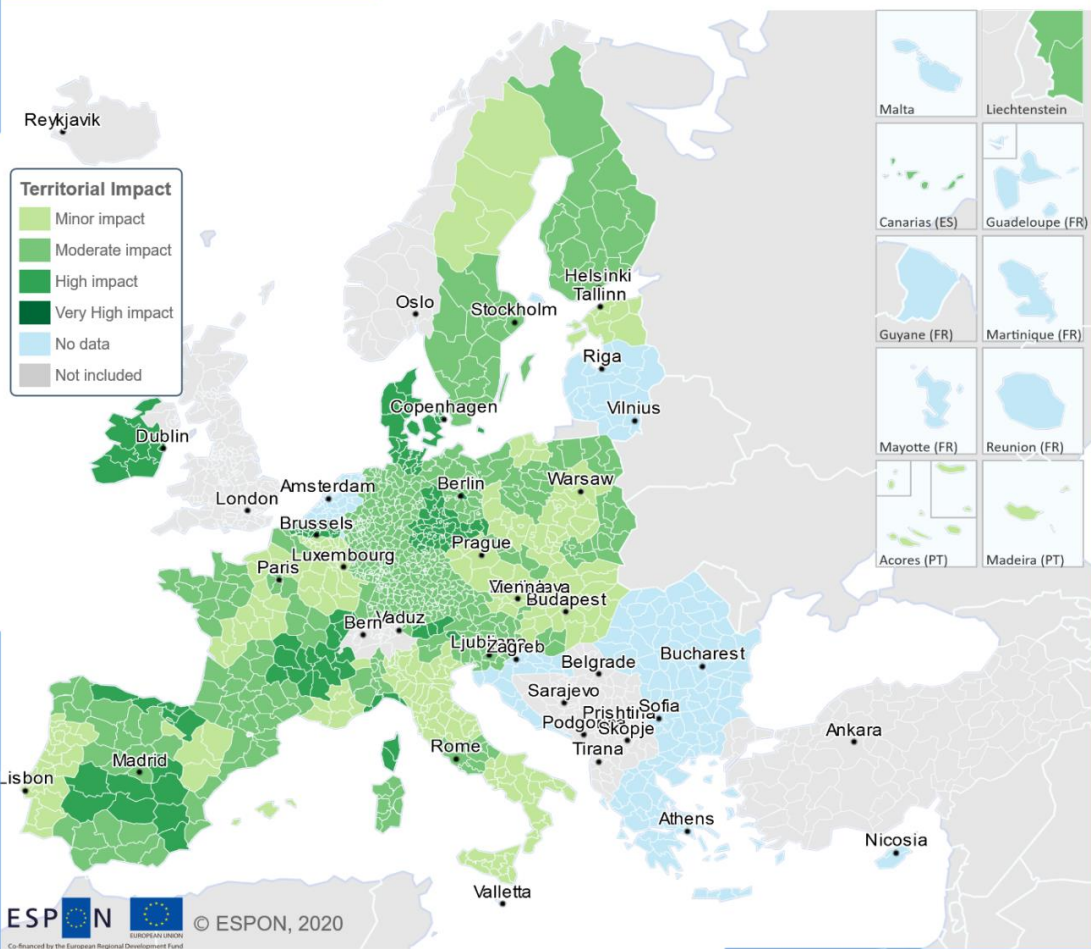 Reykjavik
Territorial Impact
Minor impact
Moderate impact
High impact
Very High impact
No data
Not included
Malta
Liechtenstein
Canarias (ES)
Guadeloupe (FR)
Guyane (FR)
Martinique (FR)
Mayotte (FR)
Reunion (FR)
Acores (PT)
Madeira (PT)
Helsinki
Tallinn
Oslo
Stockholm
Riga
Copenhagen
Vilnius
Dublin
Amsterdam
Berlin
Warsaw
London
Brussels
Prague
Luxembourg
Paris
Budapest
Bern
Vaduz
Zagreb
Belgrade
Bucharest
Sarajevo
Prishtina
Sofia
Skopje
Tirana
Ankara
Rome
Madrid
Lisbon
Athens
Nicosia
Valletta
ESPON
EUROPEAN UNION
© ESPON, 2020
Co-financed by the European Regional Development Fund